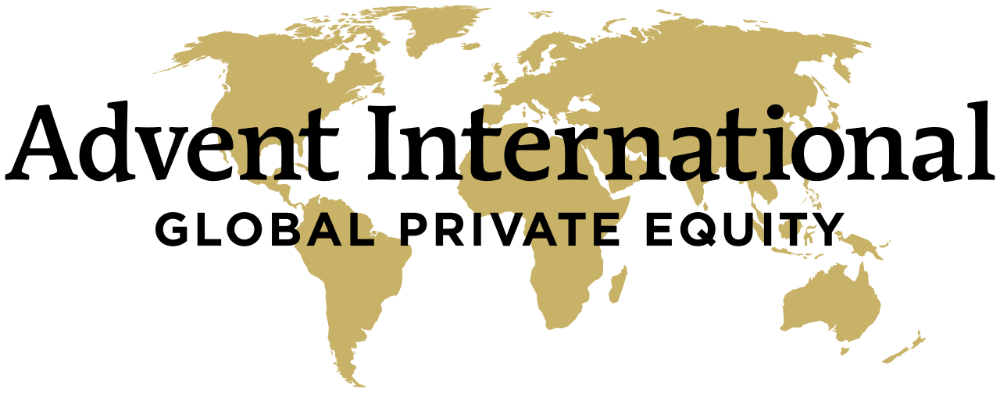 Advent International
GLOBAL PRIVATE EQUITY